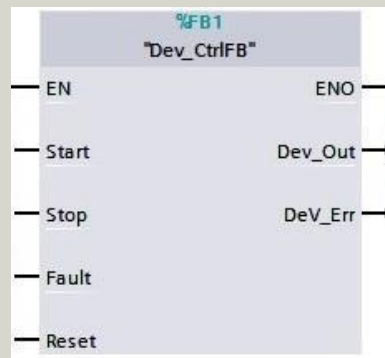 %FB1
"Dev_CtrlFB"
EN ENO
Start Dev_Out
Stop DeV_Err
Fault
Reset